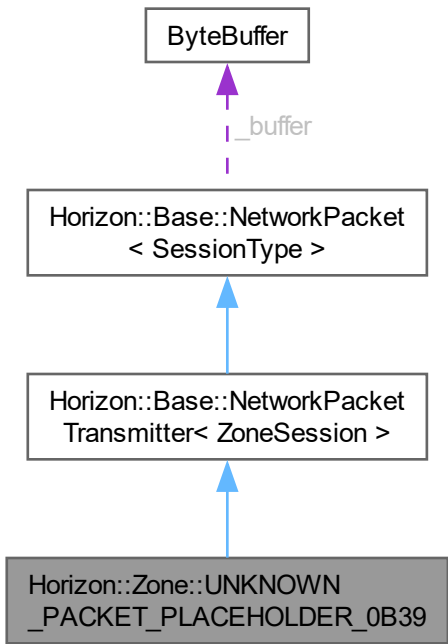 ByteBuffer
_buffer
Horizon::Base::NetworkPacket
< SessionType >
Horizon::Base::NetworkPacket
Transmitter< ZoneSession >
Horizon::Zone::UNKNOWN
_PACKET_PLACEHOLDER_0B39